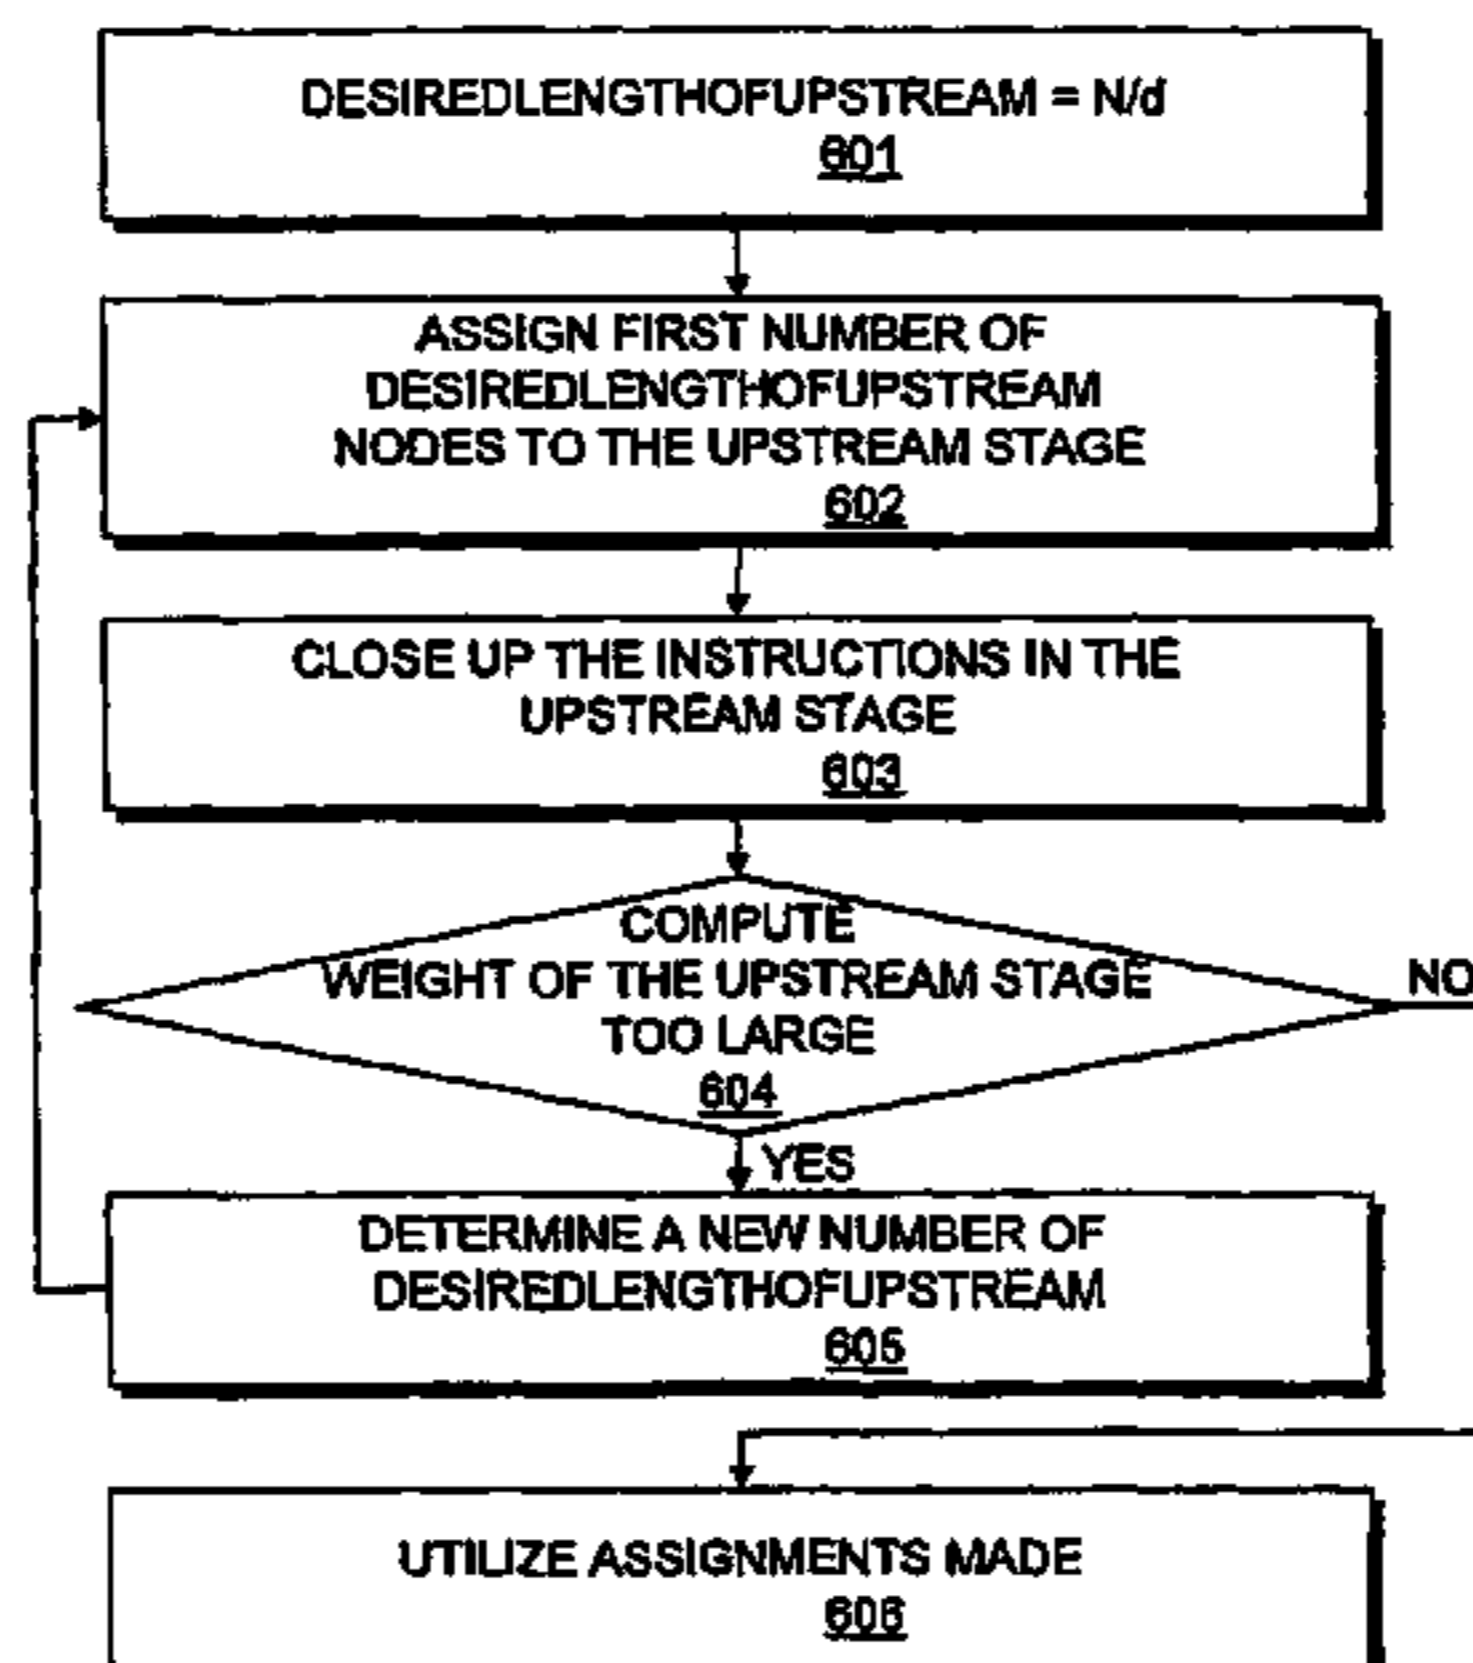 DESIREDLENGTHOFUPSTREAM = N/d
601
ASSIGN FIRST NUMBER OF
DESIREDLENGTHOFUPSTREAM
NODES TO THE UPSTREAM STAGE
602
CLOSE UP THE INSTRUCTIONS IN THE
UPSTREAM STAGE
603
COMPUTE
WEIGHT OF THE UPSTREAM STAGE
TOO LARGE
604
NO
YES
DETERMINE A NEW NUMBER OF
DESIREDLENGTHOFUPSTREAM
605
UTILIZE ASSIGNMENTS MADE
606